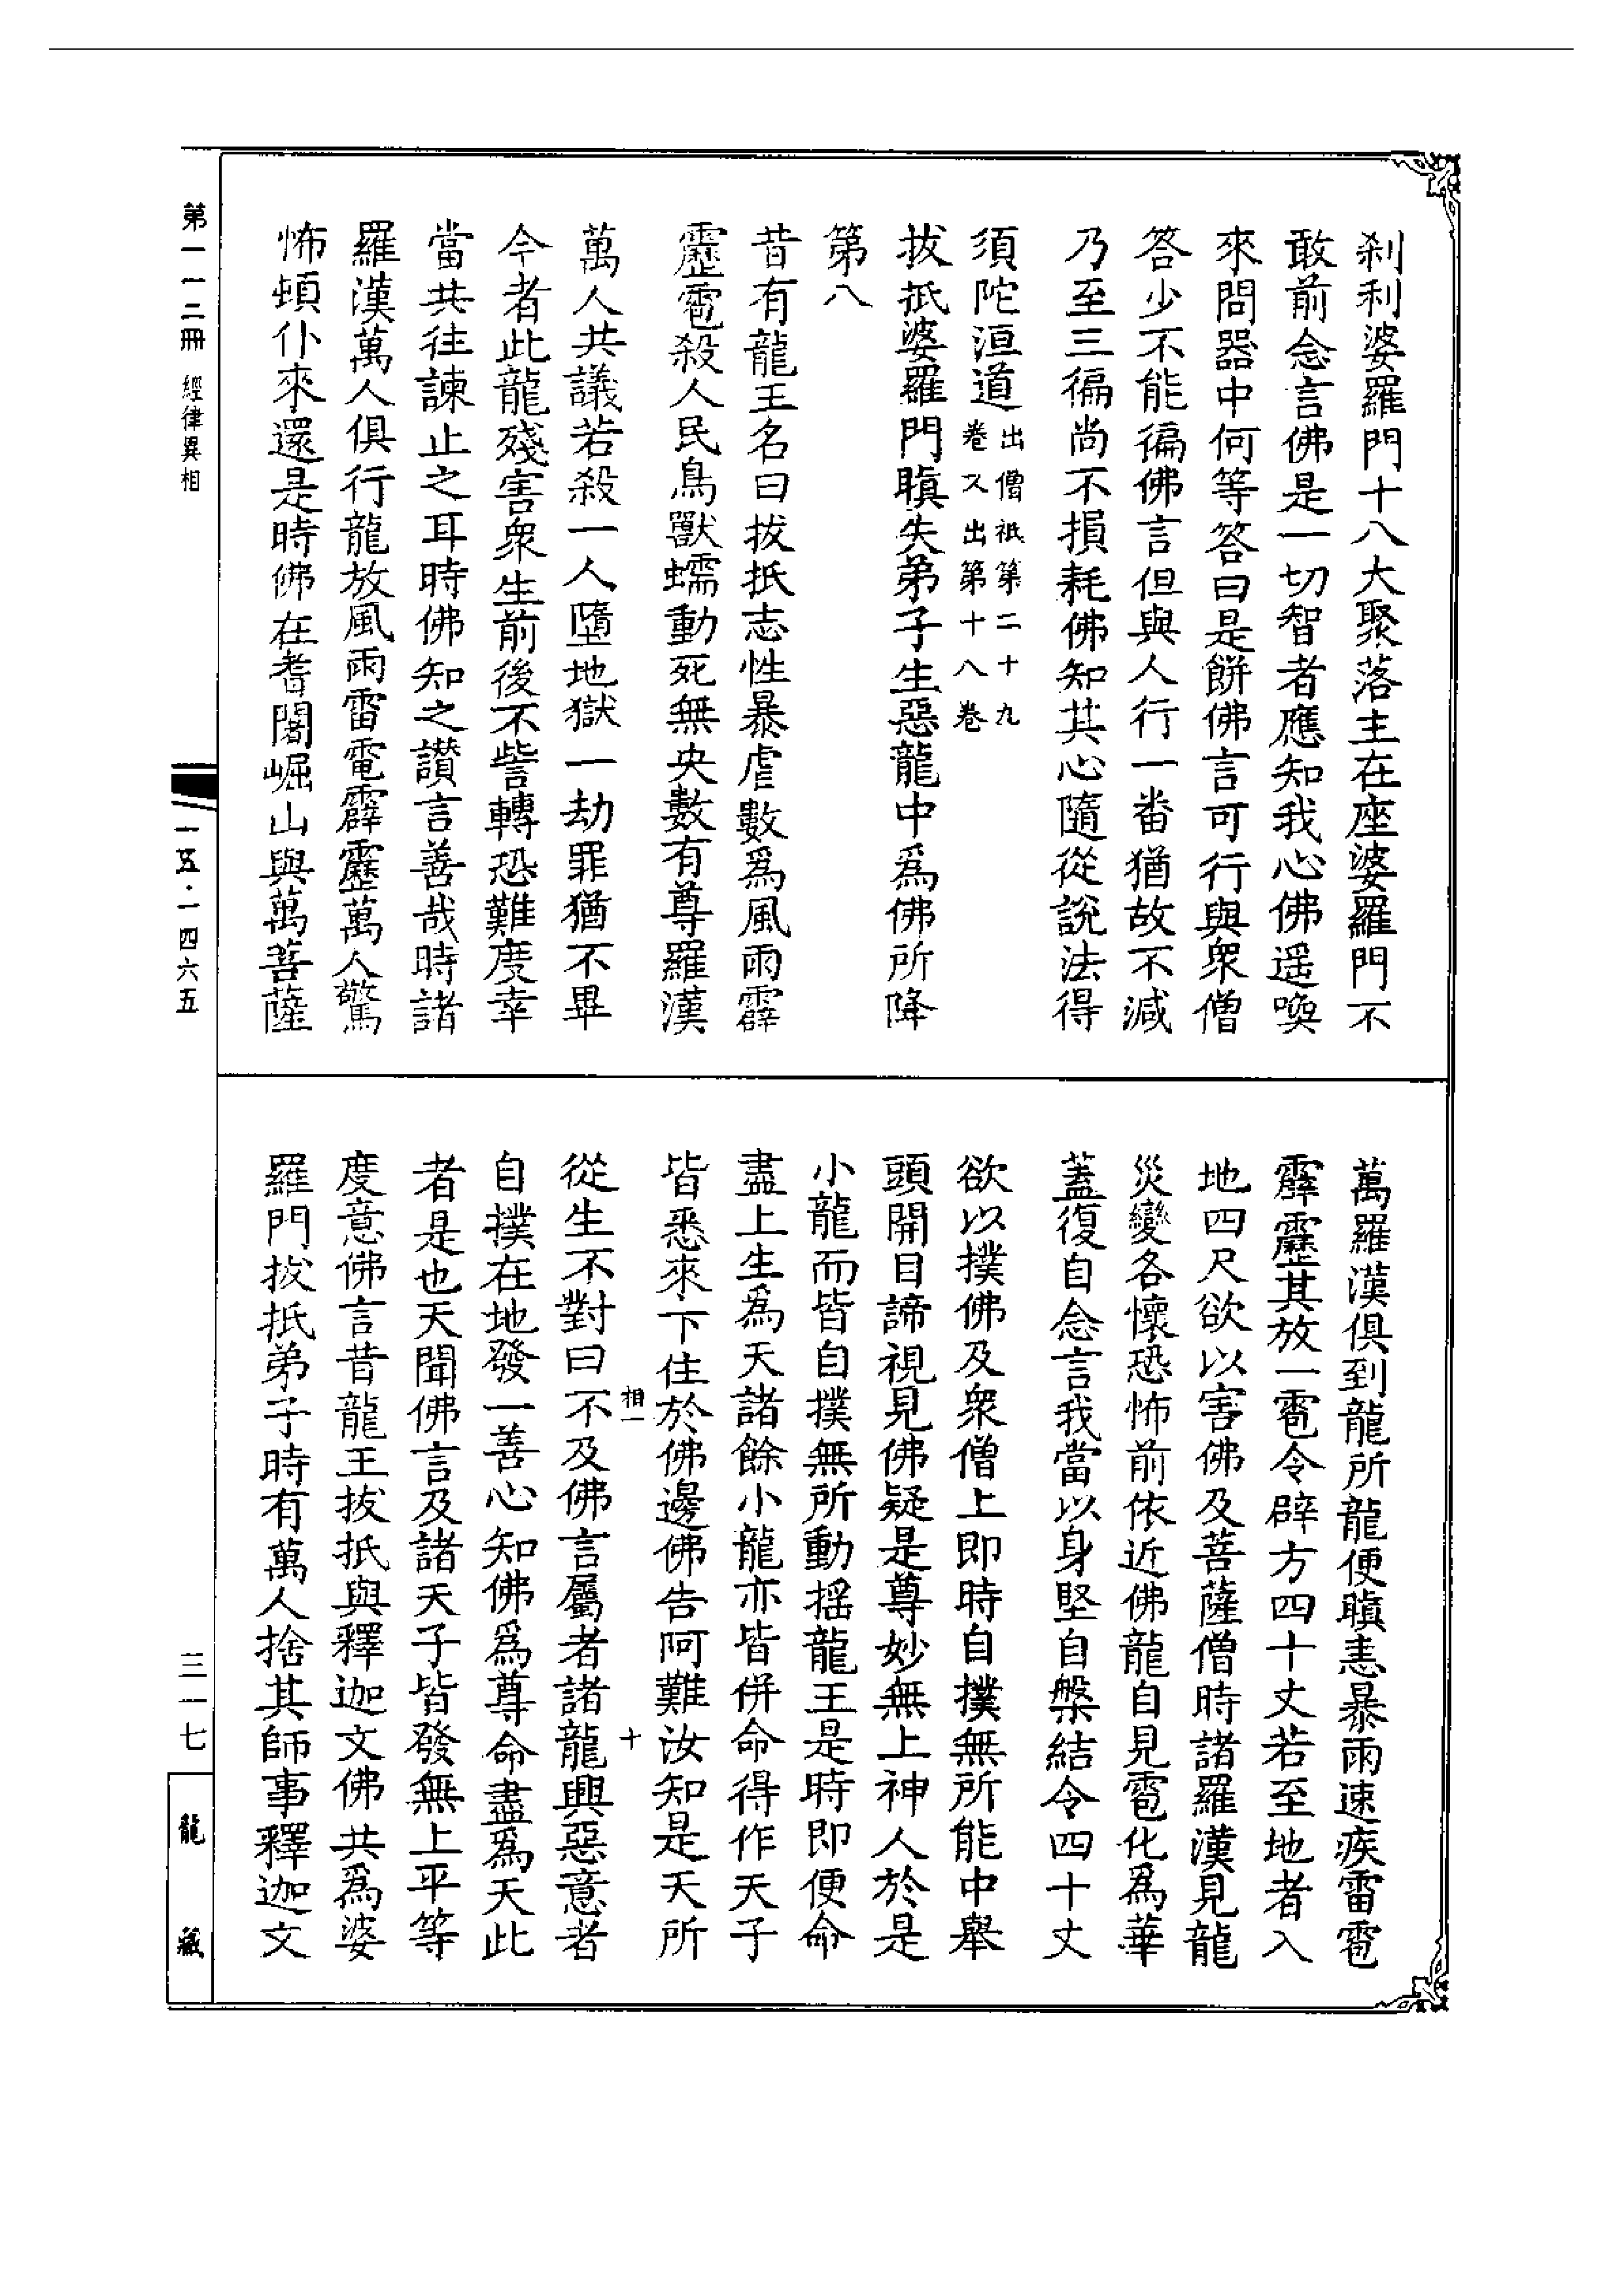 刹利婆羅門十八大聚落主在座婆羅門不
敢前念言佛是一切智者應知我心佛遥喚
來問器中何等答曰是餅佛言可行與衆僧
答少不能徧佛言但與人行一番猶故不減
乃至三徧尚不損耗佛知其心隨從說法得
須陀洹道出僧祇第二十九
卷又出第十八卷
拔抵婆羅門瞋失弟子生惡龍中爲佛所降
第八
昔有龍王名曰拔抵志性暴虐數爲風雨霹
靂雹殺人民鳥獸蠕動死無央數有尊羅漢
萬人共議若殺一人墮地獄一劫罪猶不畢
今者此龍殘害衆生前後不訾轉恐難度幸
當共往諫止之耳時佛知之讃言善哉時諸
羅漢萬人俱行龍放風雨雷電霹靂萬人驚
怖頓仆來還是時佛在耆闍崛山與萬菩薩
萬羅漢俱到龍所龍便瞋恚暴雨速疾雷雹
霹靂其放一雹令辟方四十丈若至地者入
地四尺欲以害佛及菩薩僧時諸羅漢見龍
災變各懷恐怖前依近佛龍自見雹化爲華
蓋復自念言我當以身堅自槃結令四十丈
欲以撲佛及衆僧上即時自撲無所能中舉
頭開目諦視見佛疑是尊妙無上神人於是
小龍而皆自撲無所動摇龍王是時即便命
盡上生爲天諸餘小龍亦皆併命得作天子
皆悉來下住於佛邊佛告阿難汝知是天所
相一
十
從生不對曰不及佛言屬者諸龍興惡意者
自撲在地發一善心知佛爲尊命盡爲天此
者是也天聞佛言及諸天子皆發無上平等
度意佛言昔龍王拔抵與釋迦文佛共爲婆
羅門拔抵弟子時有萬人捨其師事釋迦文
第一一二冊 經律異相
一五·一四六五
三一七
龍藏